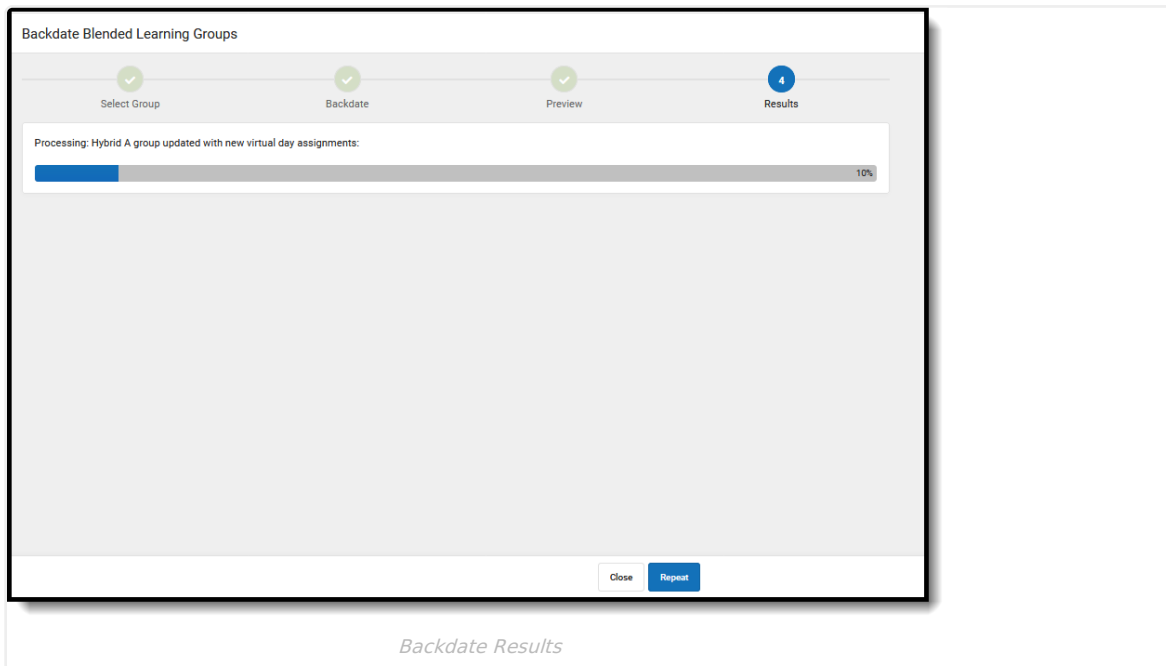 Backdate Blended Learning Groups
4
Select Group Backdate Preview Results
Processing: Hybrid A group updated with new virtual day assignments:
10%
Close Repeat
Backdate Results